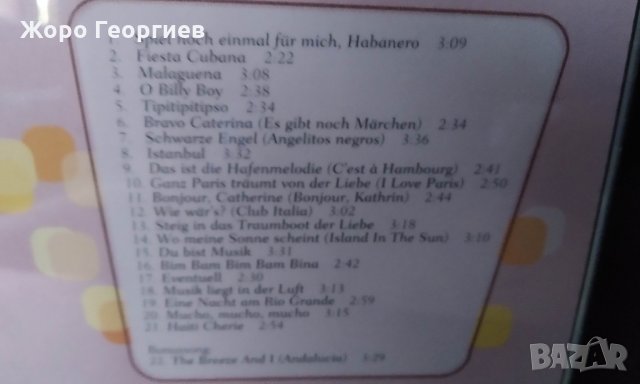 Жоро Георгиев
1. Spiel noch einmal für mich, Habanero 3:09
2. Fiesta Cubana 2:22
3. Malaguena 3:08
4. O Billy Boy 2:38
5. Tipitipitipso 2:34
6. Bravo Caterina (Es gibt noch Märchen) 2:34
7. Schwarze Engel (Angelitos negros) 3:36
8. Istanbul 3:32
9. Das ist die Hafenmelodie (C'est à Hambourg) 2:41
10. Ganz Paris träumt von der Liebe (I Love Paris) 2:50
11. Bonjour, Catherine (Bonjour, Kathrin) 2:44
12. Wie wär's? (Club Italia) 3:02
13. Steig in das Traumboot der Liebe 3:18
14. Wo meine Sonne scheint (Island In The Sun) 3:10
15. Du bist Musik 3:31
16. Bim Bam Bim Bam Bina 2:42
17. Eventuell 2:30
18. Musik liegt in der Luft 3:13
19. Eine Nacht am Rio Grande 2:59
20. Mucho, mucho, mucho 3:15
21. Haiti Cherie 2:54
Bonussong:
22. The Breeze And I (Andalucia) 3:29
BAZAR.bg